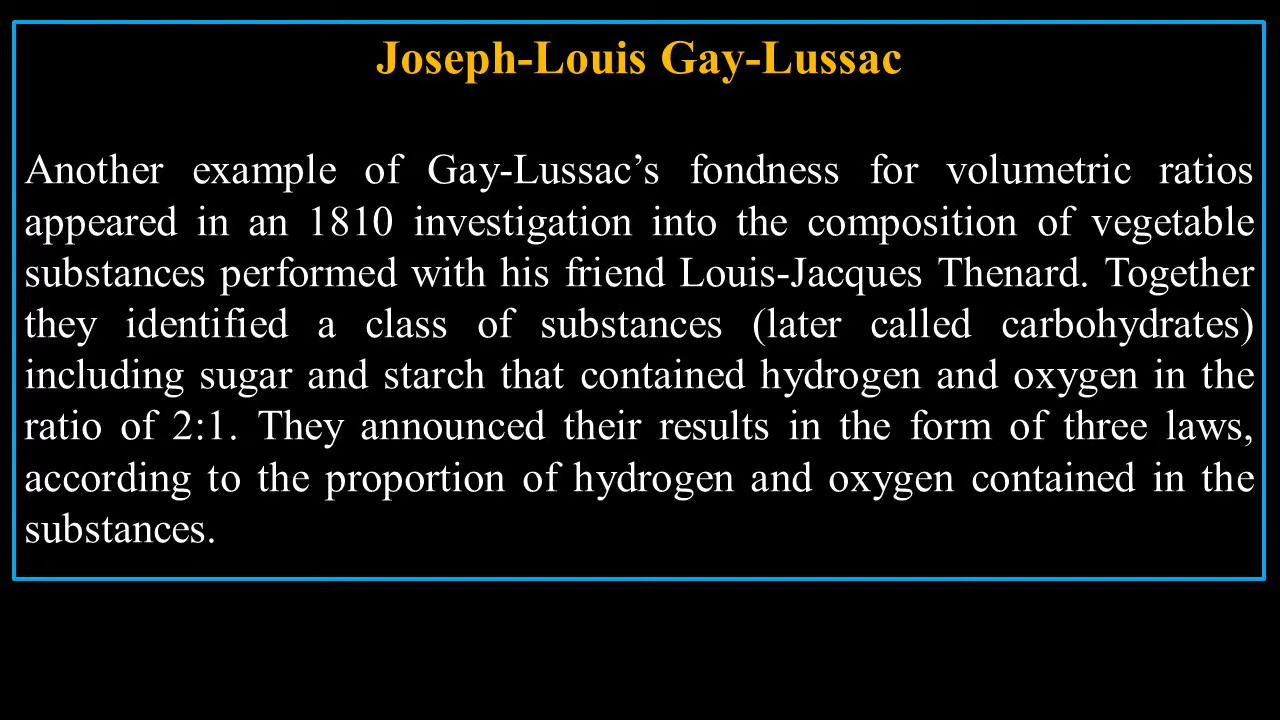 Joseph-Louis Gay-Lussac
Another example of Gay-Lussac’s fondness for volumetric ratios
appeared in an 1810 investigation into the composition of vegetable
substances performed with his friend Louis-Jacques Thenard. Together
they identified a class of substances (later called carbohydrates)
including sugar and starch that contained hydrogen and oxygen in the
ratio of 2:1. They announced their results in the form of three laws,
according to the proportion of hydrogen and oxygen contained in the
substances.